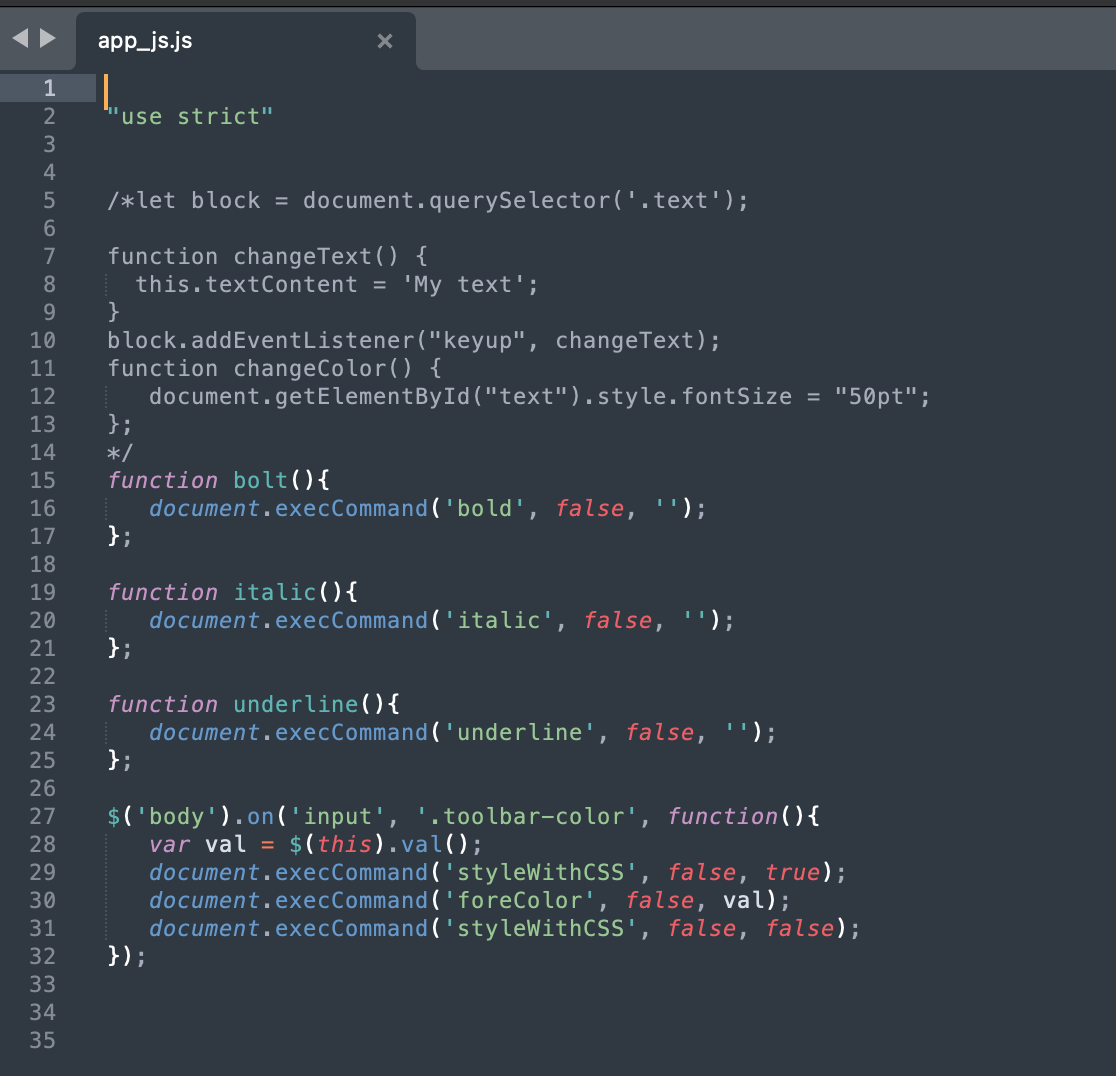 app_js.js
1
2 "use strict"
3
4
5 /*let block = document.querySelector('.text');
6
7 function changeText() {
8   this.textContent = 'My text';
9 }
10 block.addEventListener("keyup", changeText);
11 function changeColor() {
12    document.getElementById("text").style.fontSize = "50pt";
13 };
14 */
15 function bolt(){
16    document.execCommand('bold', false, '');
17 };
18
19 function italic(){
20    document.execCommand('italic', false, '');
21 };
22
23 function underline(){
24    document.execCommand('underline', false, '');
25 };
26
27 $('body').on('input', '.toolbar-color', function(){
28    var val = $(this).val();
29    document.execCommand('styleWithCSS', false, true);
30    document.execCommand('foreColor', false, val);
31    document.execCommand('styleWithCSS', false, false);
32 });
33
34
35